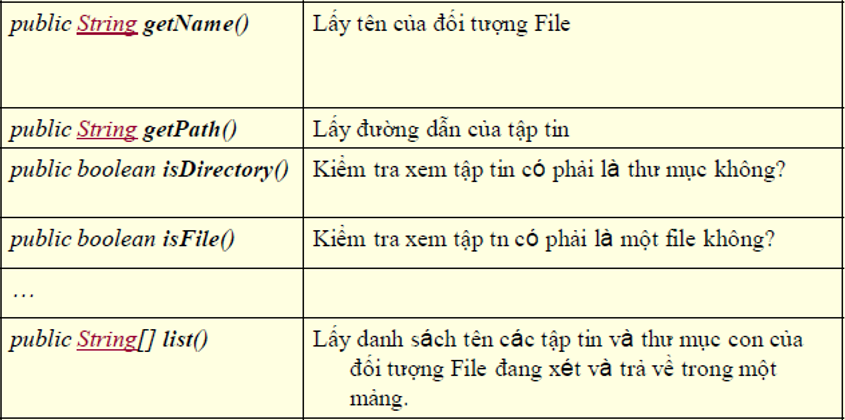 public String getName() Lấy tên của đối tượng File
public String getPath() Lấy đường dẫn của tập tin
public boolean isDirectory() Kiểm tra xem tập tin có phải là thư mục không?
public boolean isFile() Kiểm tra xem tập tn có phải là một file không?
…
public String[] list() Lấy danh sách tên các tập tin và thư mục con của
đối tượng File đang xét và trả về trong một
mảng.